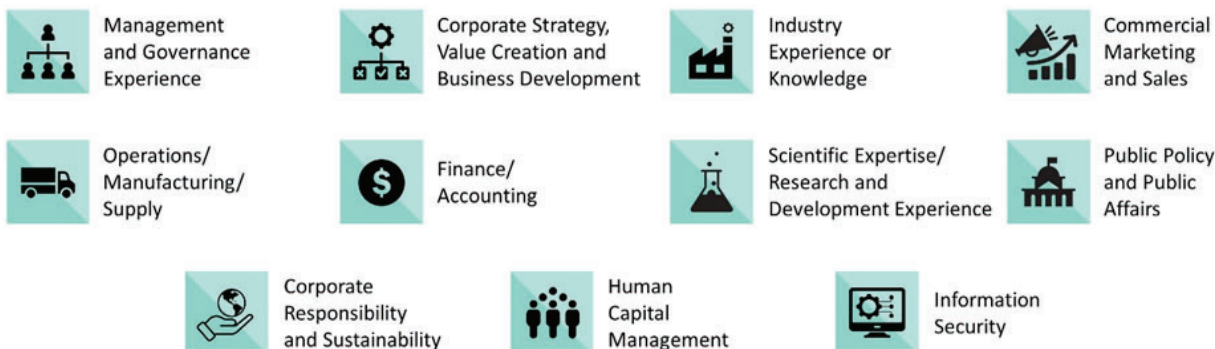 Management
and Governance
Experience
Corporate Strategy,
Value Creation and
Business Development
Industry
Experience or
Knowledge
Commercial
Marketing
and Sales
Operations/
Manufacturing/
Supply
$
Finance/
Accounting
Scientific Expertise/
Research and
Development Experience
Public Policy
and Public
Affairs
Corporate
Responsibility
and Sustainability
Human
Capital
Management
Information
Security